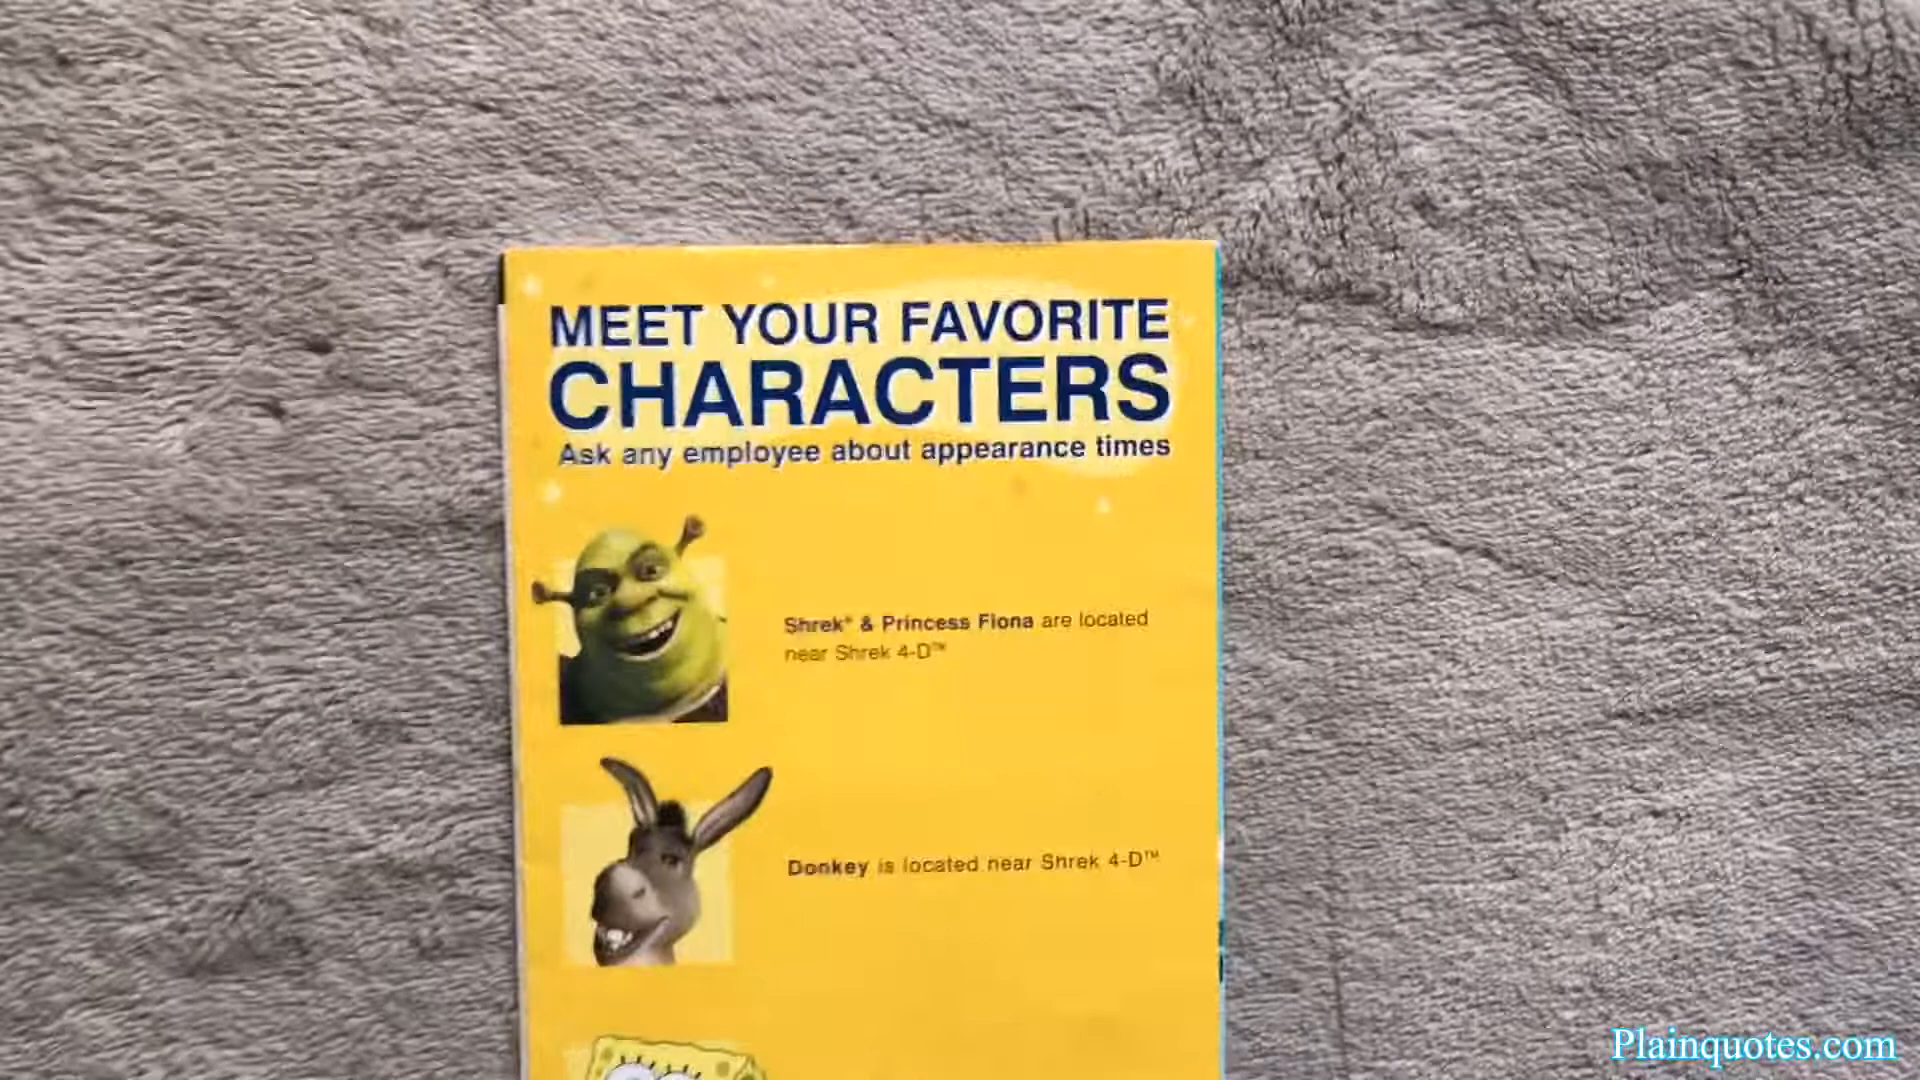 MEET YOUR FAVORITE
CHARACTERS
Ask any employee about appearance times
Shrek® & Princess Fiona are located
near Shrek 4-D™
Donkey is located near Shrek 4-D™
Plainquotes.com